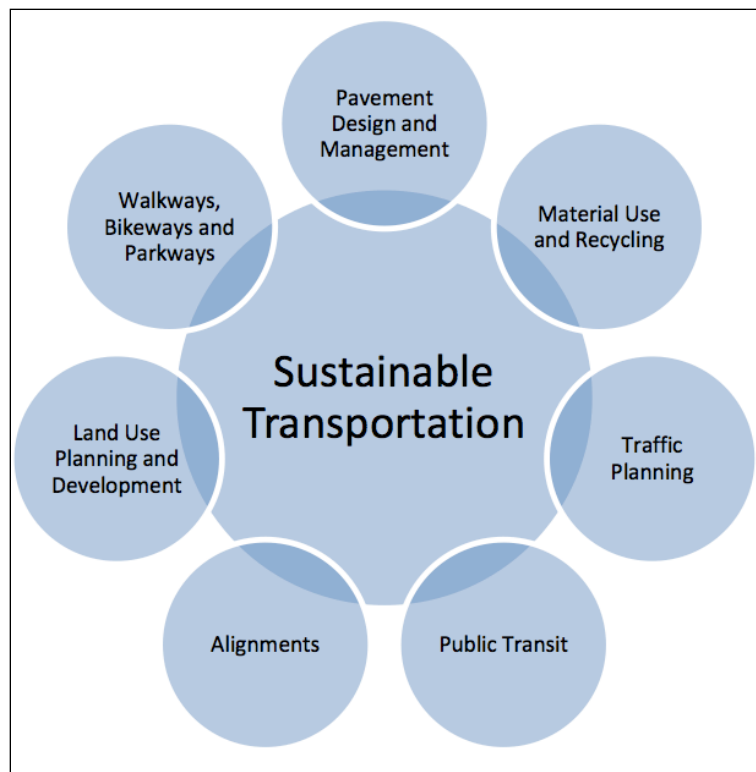 Pavement
Design and
Management
Material Use
and Recycling
Traffic
Planning
Public Transit
Alignments
Land Use
Planning and
Development
Walkways,
Bikeways and
Parkways
Sustainable
Transportation